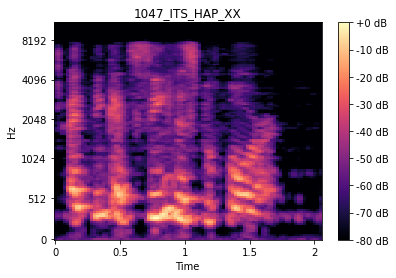 1047_ITS_HAP_XX
8192
4096
2048
1024
512
0
Hz
0
0.5
1
1.5
2
Time
+0 dB
-10 dB
-20 dB
-30 dB
-40 dB
-50 dB
-60 dB
-70 dB
-80 dB